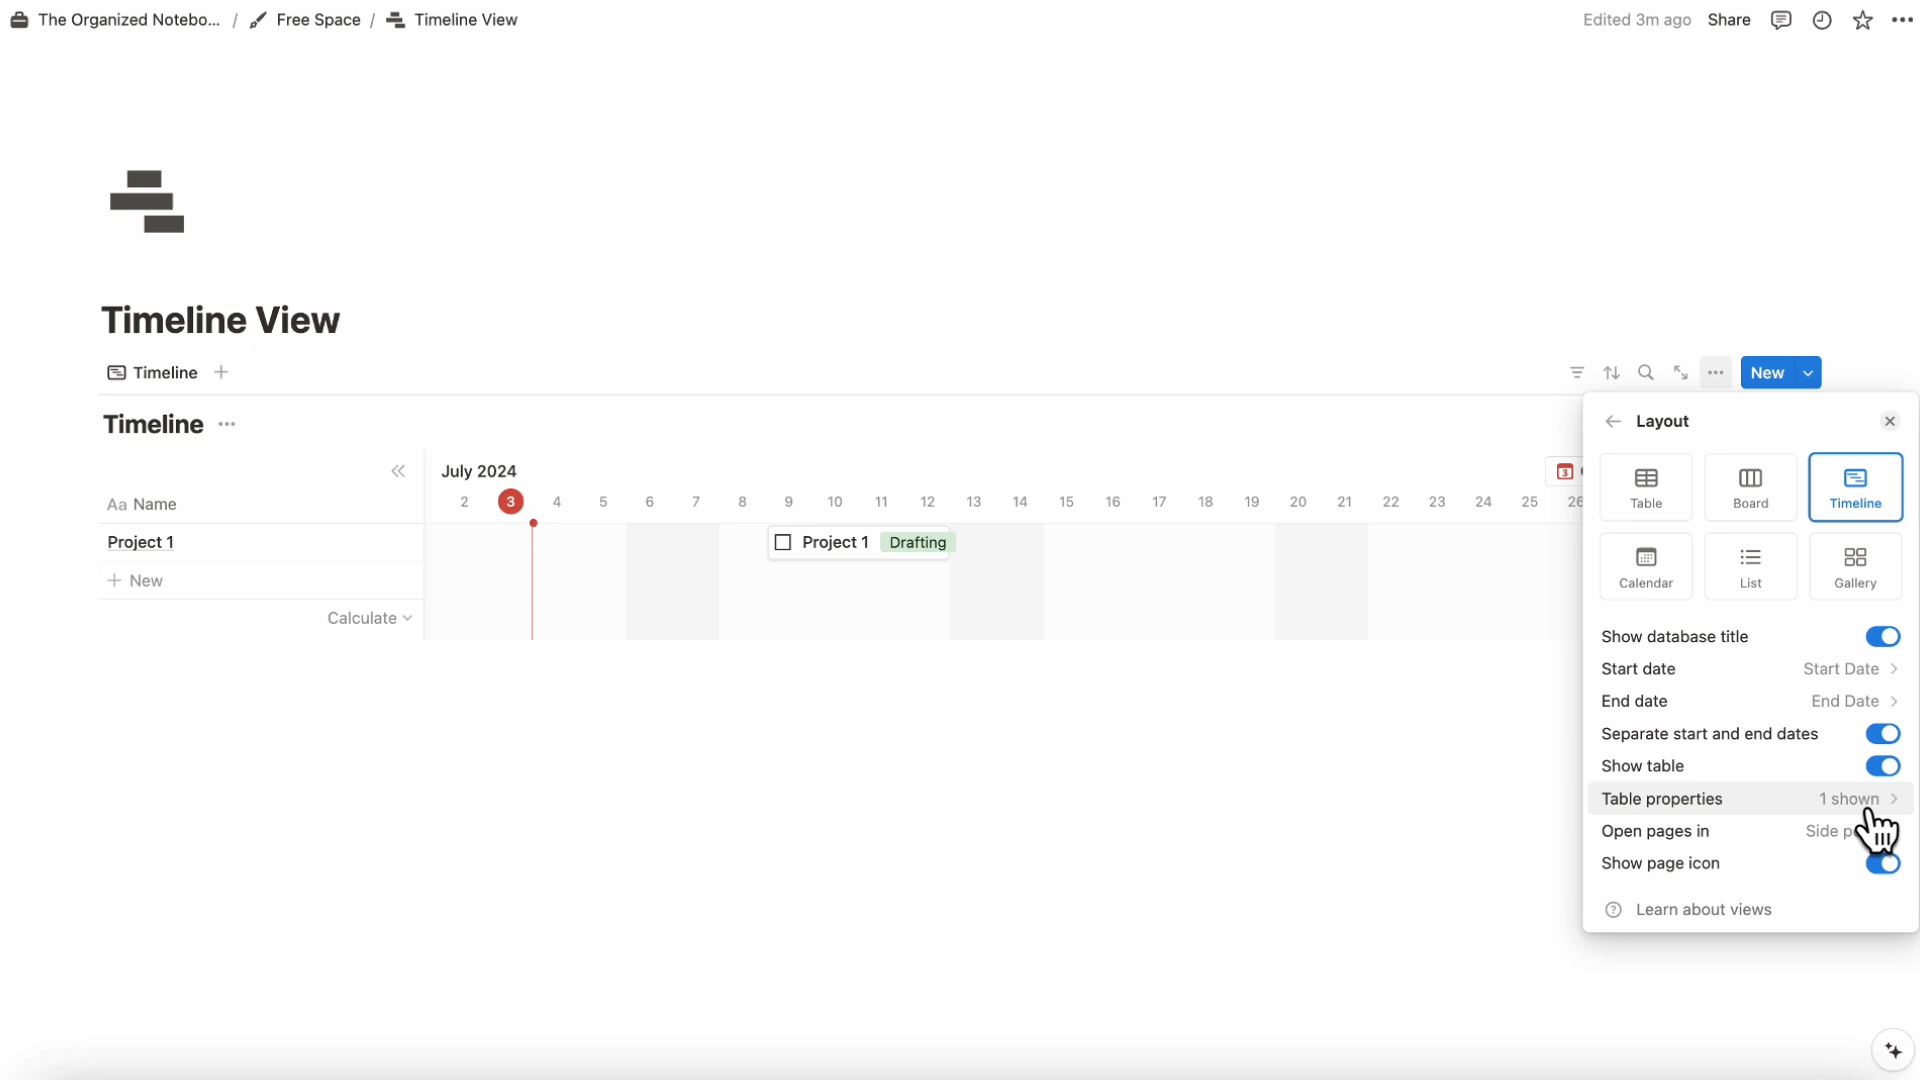 The Organized Notebo... / Free Space / Timeline View
Edited 3m ago Share
Timeline View
Timeline
New
Timeline
July 2024
3
Aa Name
2 3 4 5 6 7 8 9 10 11 12 13 14 15 16 17 18 19 20 21 22 23 24 25 26
Project 1
Project 1 Drafting
New
Calculate
Layout
Table Board Timeline
Calendar List Gallery
Show database title
Start date Start Date
End date End Date
Separate start and end dates
Show table
Table properties 1 shown
Open pages in Side
Show page icon
Learn about views